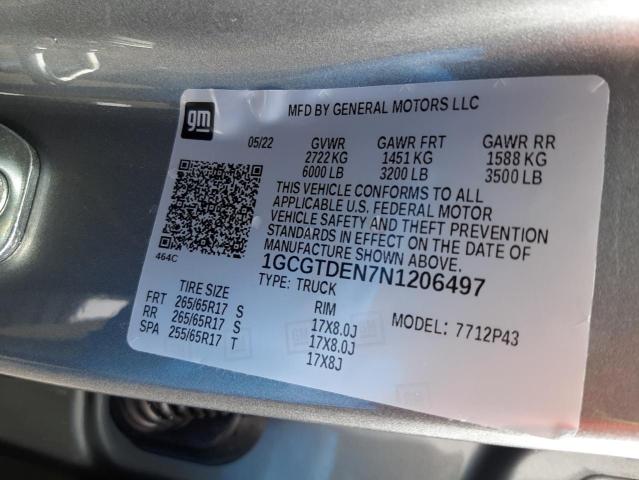 gm
MFD BY GENERAL MOTORS LLC
05/22 GVWR GAWR FRT GAWR RR
2722 KG 1451 KG 1588 KG
6000 LB 3200 LB 3500 LB
THIS VEHICLE CONFORMS TO ALL
APPLICABLE U.S. FEDERAL MOTOR
VEHICLE SAFETY AND THEFT PREVENTION
STANDARDS IN EFFECT ON THE DATE OF
MANUFACTURE SHOWN ABOVE.
464C
1GCGTDEN7N1206497
TYPE: TRUCK
TIRE SIZE RIM
FRT 265/65R17 S 17X8.0J
RR 265/65R17 S 17X8.0J
SPA 255/65R17 T 17X8J
MODEL: 7712P43